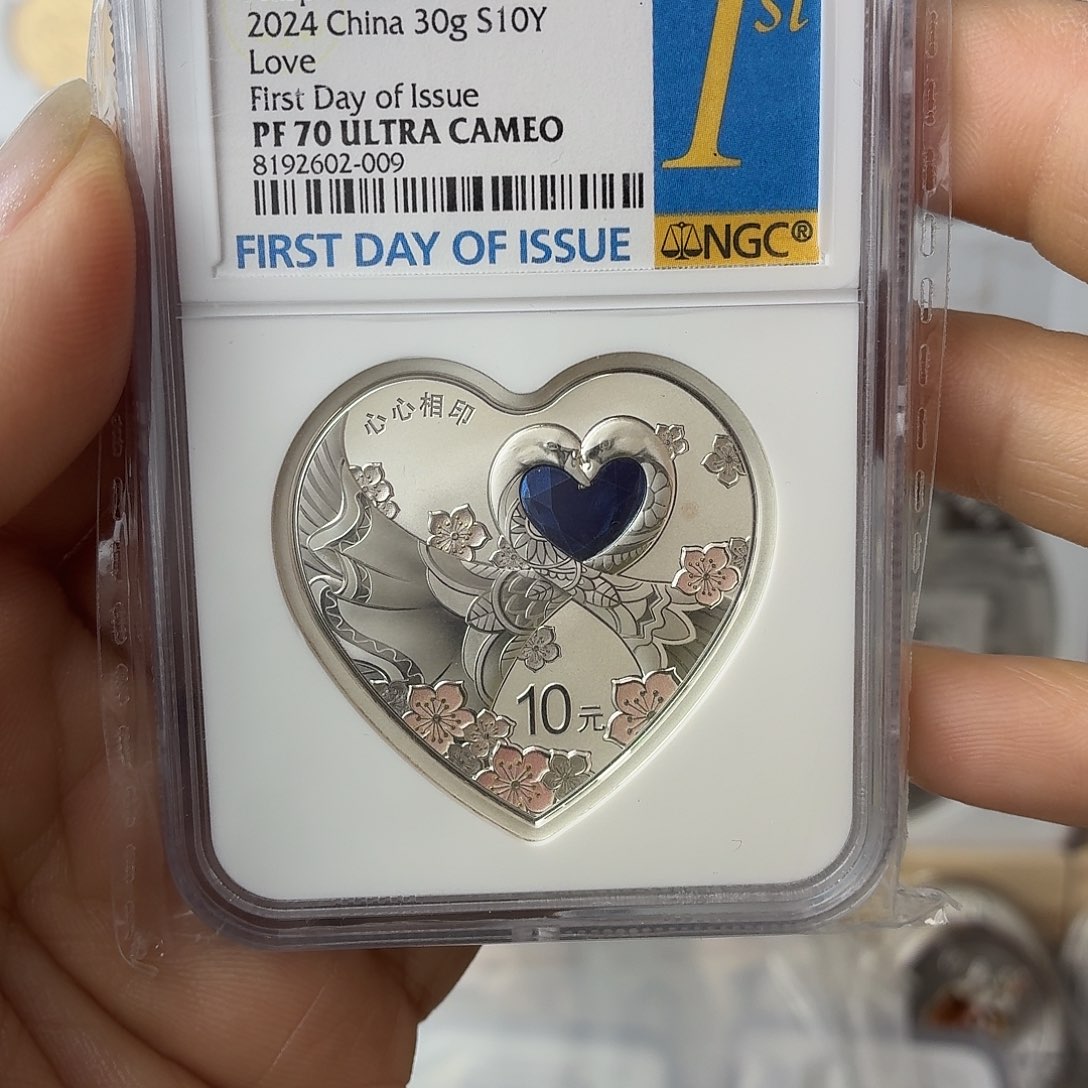 2024 China 30g S10Y
Love
First Day of Issue
PF 70 ULTRA CAMEO
8192602-009
FIRST DAY OF ISSUE
1st
NGC®
心心相印
10元